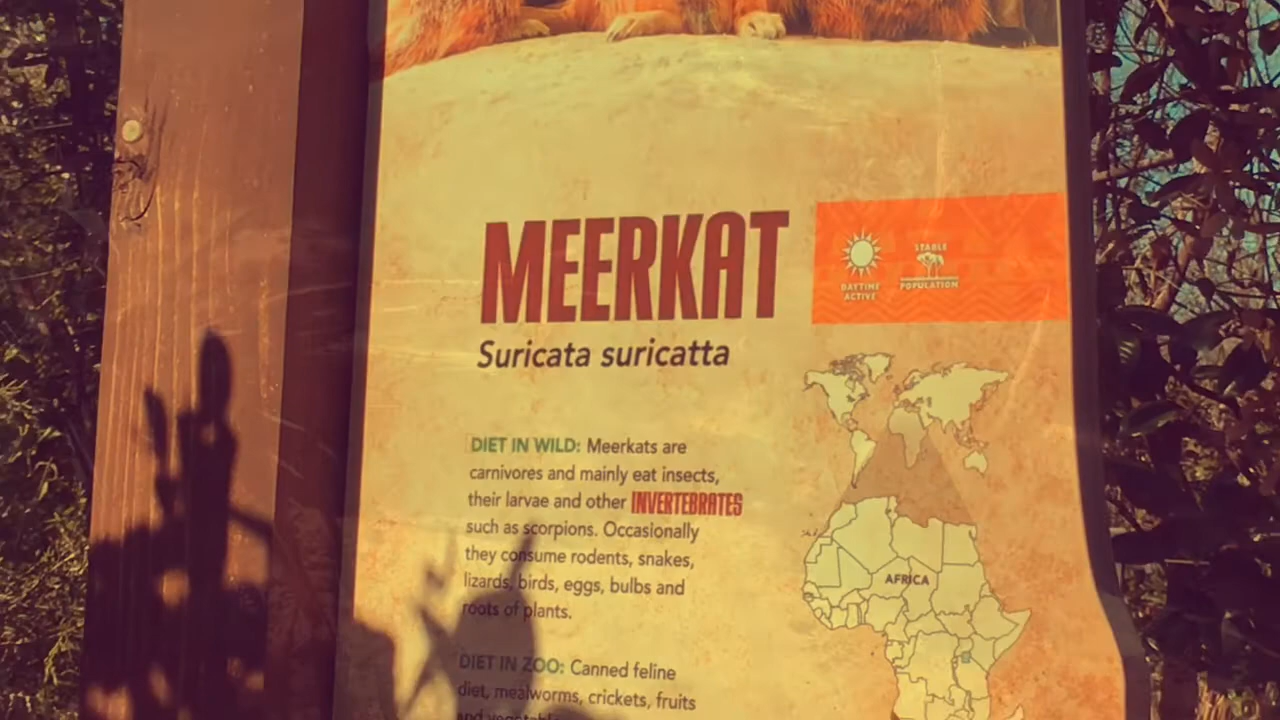 MEERKAT
Suricata suricatta
DAYTIME
ACTIVE
STABLE
POPULATION
DIET IN WILD: Meerkats are
carnivores and mainly eat insects,
their larvae and other INVERTEBRATES
such as scorpions. Occasionally
they consume rodents, snakes,
lizards, birds, eggs, bulbs and
roots of plants.
AFRICA
DIET IN ZOO: Canned feline
diet, mealworms, crickets, fruits
and